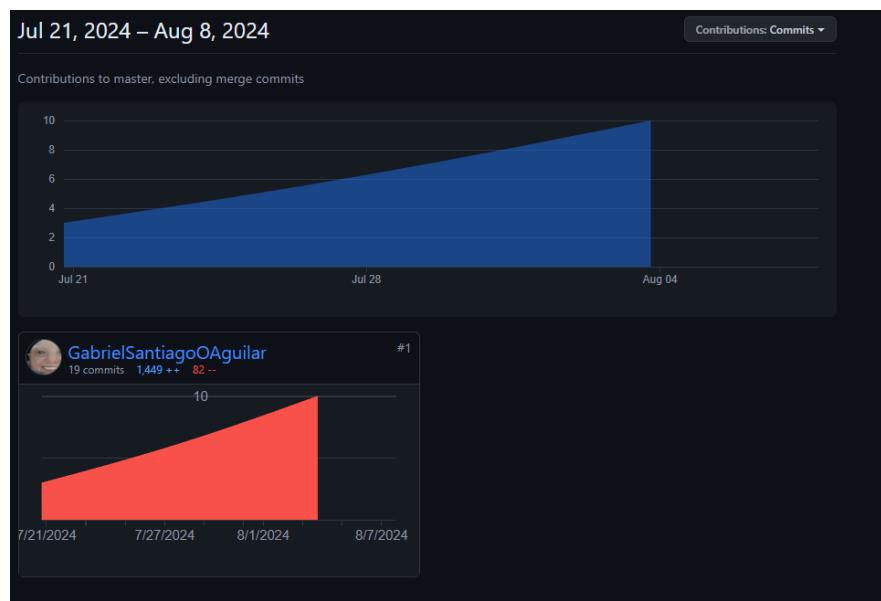 Jul 21, 2024 – Aug 8, 2024
Contributions: Commits
Contributions to master, excluding merge commits
10
8
6
4
2
0
Jul 21 Jul 28 Aug 04
GabrielSantiagoOAguilar #1
19 commits 1,449 ++ 82 --
10
7/21/2024 7/27/2024 8/1/2024 8/7/2024